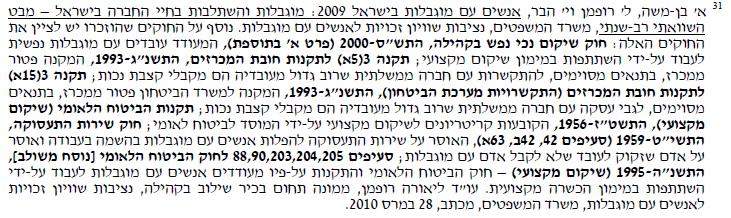 31 א' בן-משה, ל' רופמן וי' הבר, אנשים עם מוגבלות בישראל 2009: מוגבלות והשתלבות בחיי החברה בישראל – מבט
השוואתי רב-שנתי, משרד המשפטים, נציבות שוויון זכויות לאנשים עם מוגבלות. נוסף על החוקים שהוזכרו יש לציין את
החוקים האלה: חוק שיקום נכי נפש בקהילה, התש"ס-2000 (פרט א' בתוספת), המעודד עובדים עם מוגבלות נפשית
לעבוד על-ידי השתתפות במימון שיקום מקצועי; תקנה 3(5א) לתקנות חובת המכרזים, התשנ"ג-1993, המקנה פטור
ממכרז, בתנאים מסוימים, להתקשרות עם חברה ממשלתית שרוב גדול מעובדיה הם מקבלי קצבת נכות; תקנה 3(15א)
לתקנות חובת המכרזים (התקשרויות מערכת הביטחון), התשנ"ג-1993, המקנה למשרד הביטחון פטור ממכרז, בתנאים
מסוימים, לגבי עסקה עם חברה ממשלתית שרוב גדול מעובדיה הם מקבלי קצבת נכות; תקנות הביטוח הלאומי (שיקום
מקצועי), התשט"ז-1956, הקובעות קריטריונים לשיקום מקצועי על-ידי המוסד לביטוח לאומי; חוק שירות התעסוקה,
התשי"ט-1959 (סעיפים 42, 42ב, 63א), האוסר על שירות התעסוקה להפלות אנשים עם מוגבלות בהשמה בעבודה ואוסר
על אדם שזקוק לעובד שלא לקבל אדם עם מוגבלות; סעיפים 88,90,203,204,205 לחוק הביטוח הלאומי [נוסח משולב],
התשנ"ה-1995 (שיקום מקצועי) – חוק הביטוח הלאומי והתקנות על-פיו מעודדים אנשים עם מוגבלות לעבוד על-ידי
השתתפות במימון הכשרה מקצועית. עו"ד ליאורה רופמן, ממונה תחום בכיר שילוב בקהילה, נציבות שוויון זכויות
לאנשים עם מוגבלות, משרד המשפטים, מכתב, 28 במרס 2010.